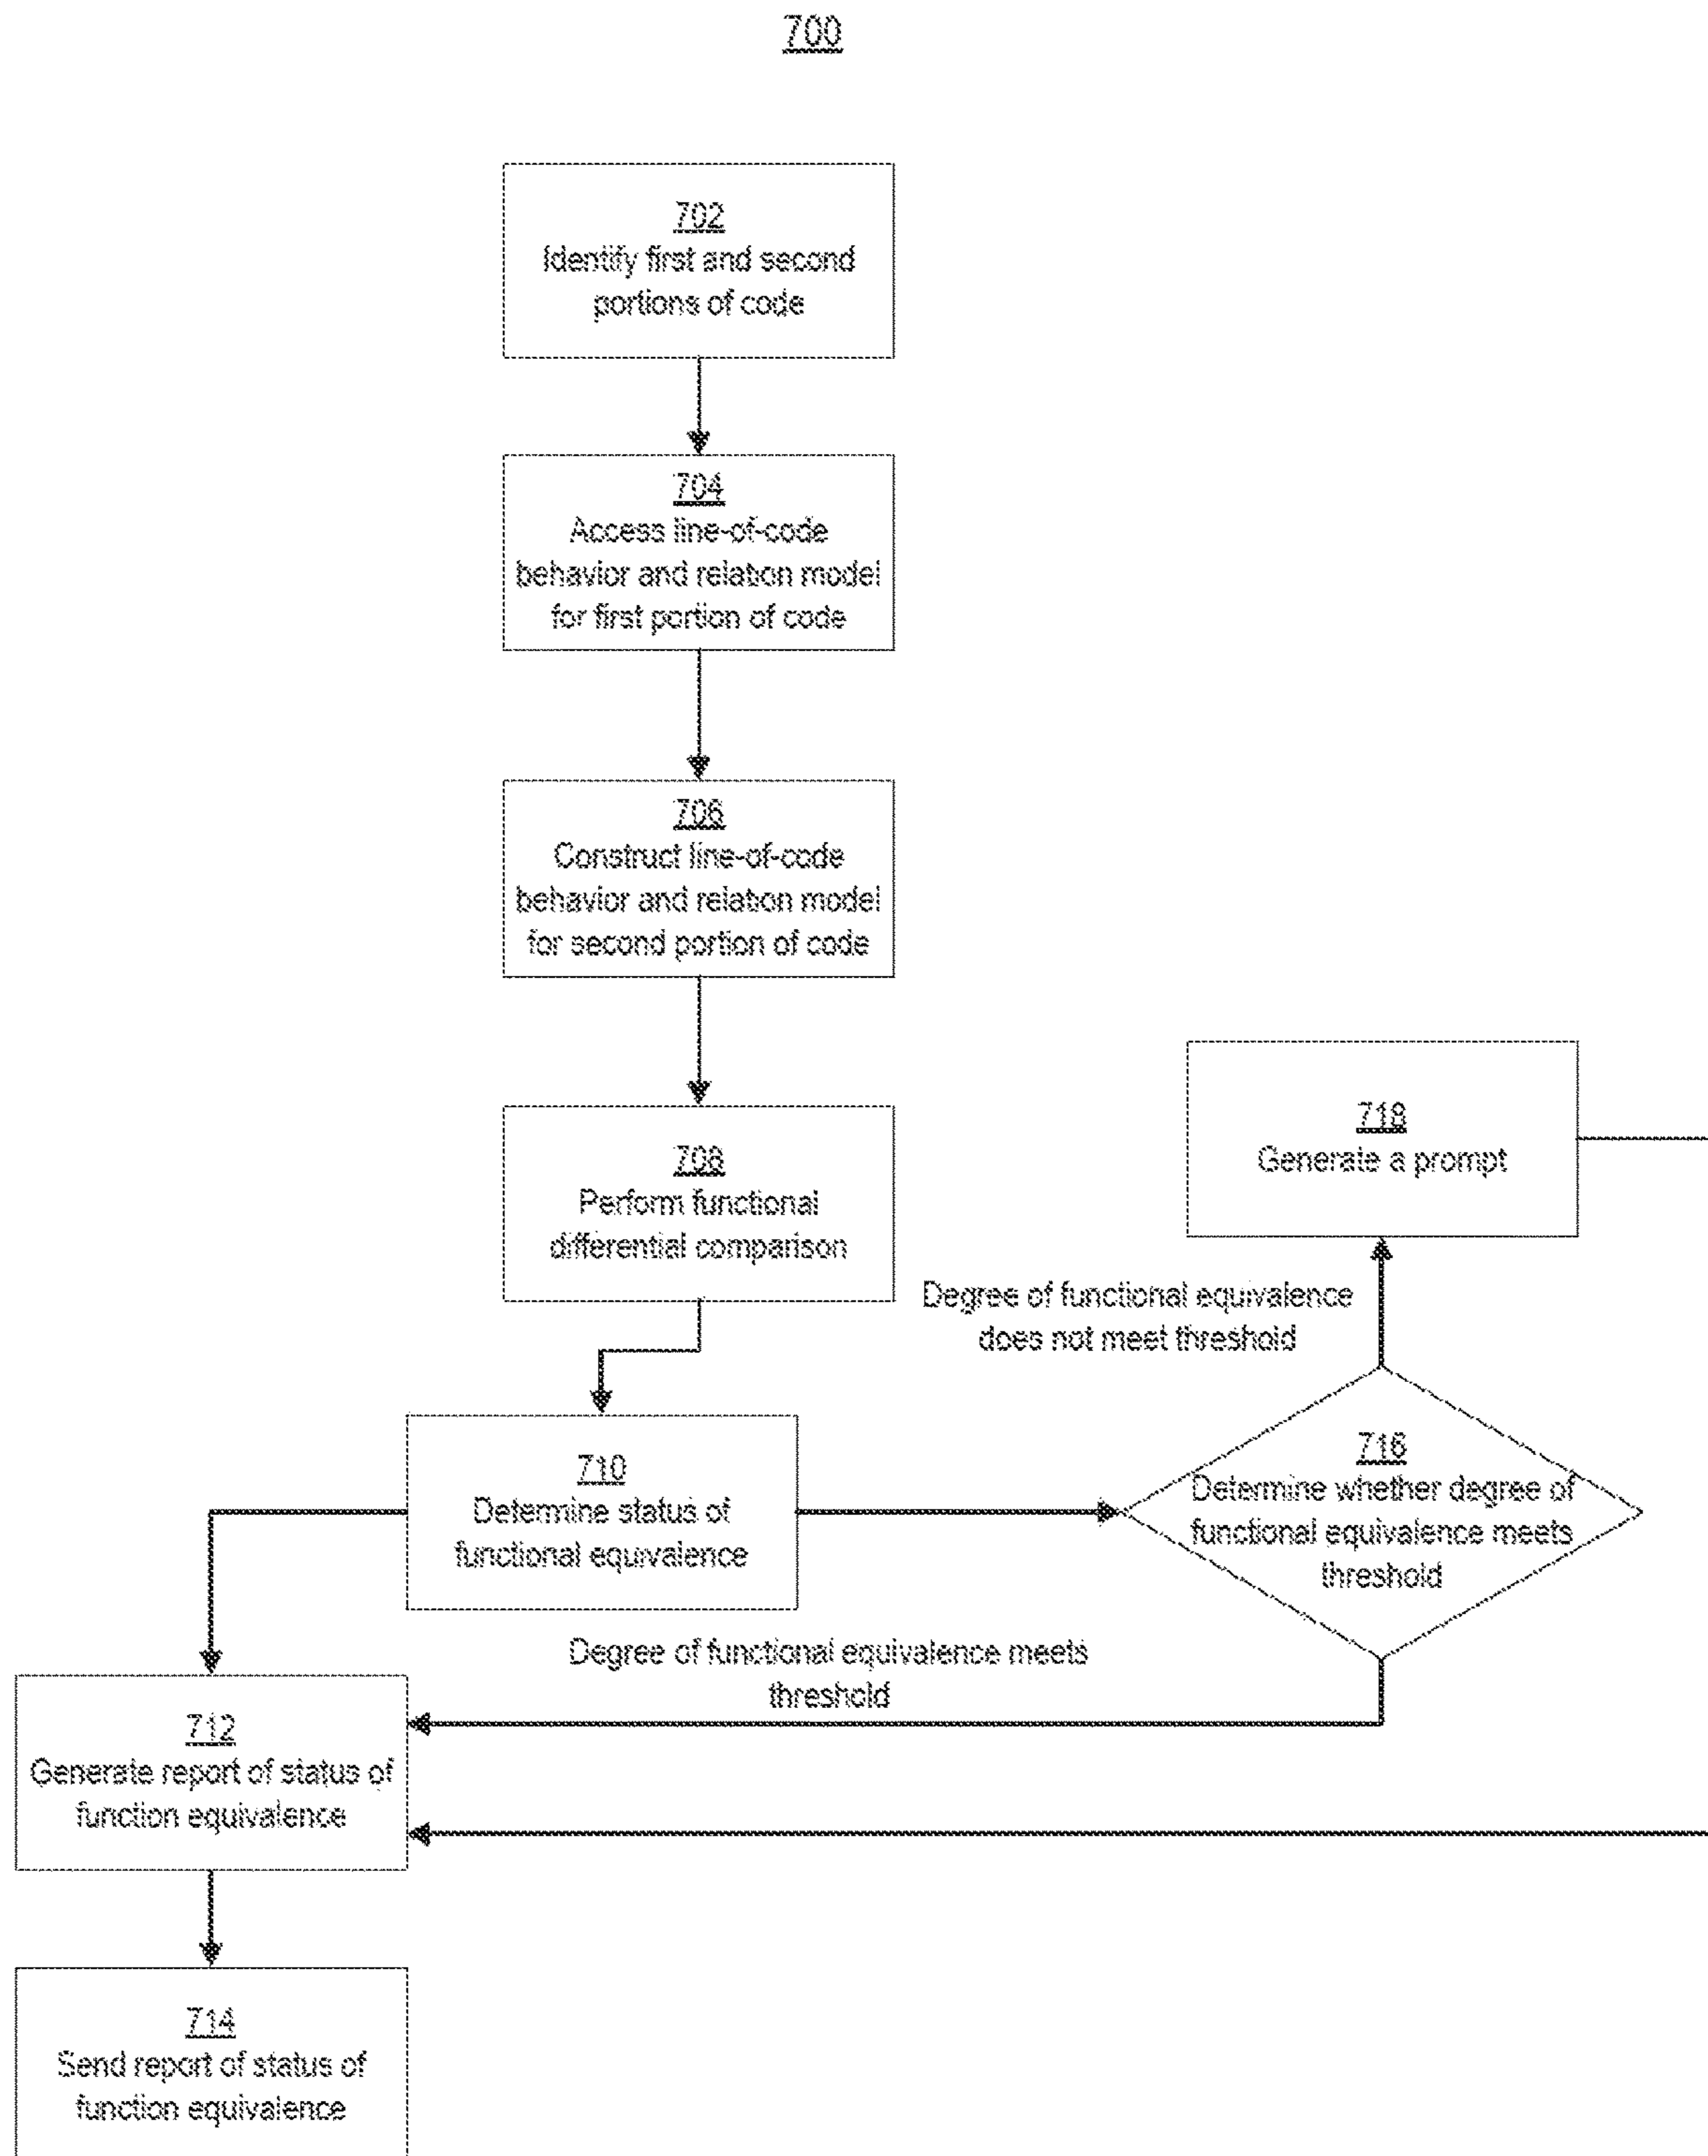 700
702
Identify first and second
portions of code
704
Access line-of-code
behavior and relation model
for first portion of code
706
Construct line-of-code
behavior and relation model
for second portion of code
708
Perform functional
differential comparison
718
Generate a prompt
Degree of functional equivalence
does not meet threshold
710
Determine status of
functional equivalence
716
Determine whether degree of
functional equivalence meets
threshold
Degree of functional equivalence meets
threshold
712
Generate report of status of
function equivalence
714
Send report of status of
function equivalence